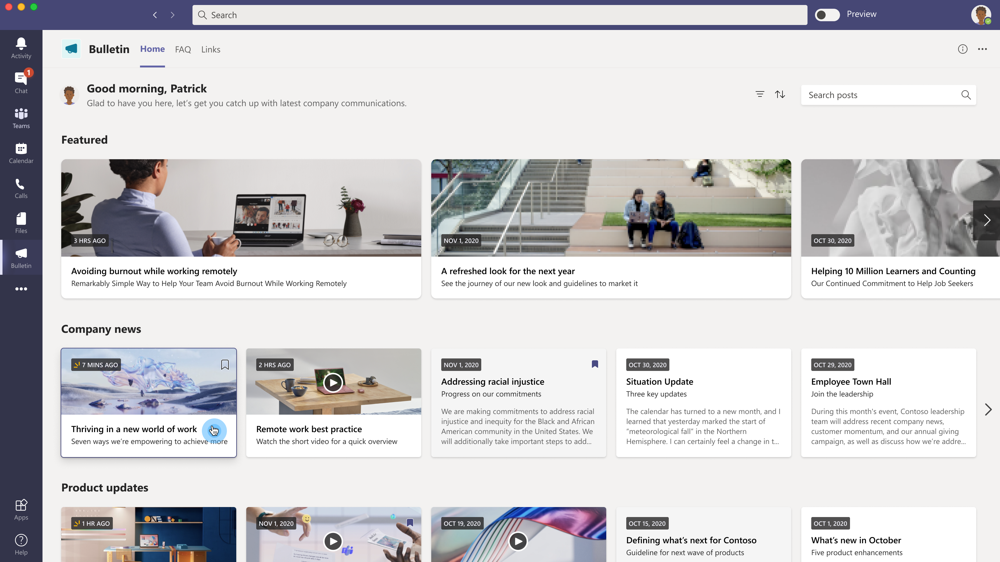 Search
Preview
Activity
1
Chat
Teams
Calendar
Calls
Files
Bulletin
Apps
Help
Bulletin
Home
FAQ
Links
Good morning, Patrick
Glad to have you here, let’s get you catch up with latest company communications.
Search posts
Featured
3 HRS AGO
Avoiding burnout while working remotely
Remarkably Simple Way to Help Your Team Avoid Burnout While Working Remotely
NOV 1, 2020
A refreshed look for the next year
See the journey of our new look and guidelines to market it
OCT 30, 2020
Helping 10 Million Learners and Counting
Our Continued Commitment to Help Job Seekers
Company news
7 MINS AGO
Thriving in a new world of work
Seven ways we’re empowering to achieve more
2 HRS AGO
Remote work best practice
Watch the short video for a quick overview
NOV 1, 2020
Addressing racial injustice
Progress on our commitments
We are making commitments to address racial
injustice and inequity for the Black and African
American community in the United States. We
will additionally take important steps to add...
OCT 30, 2020
Situation Update
Three key updates
The calendar has turned to a new month, and I
learned that yesterday marked the start of
“meteorological fall” in the Northern
Hemisphere. I can certainly feel a change in t...
OCT 29, 2020
Employee Town Hall
Join the leadership
During this month's event, Contoso leadership
team will address recent company news,
customer momentum, and our annual giving
campaign, as well as discuss how we’re addre...
Product updates
1 HR AGO
NOV 1, 2020
OCT 19, 2020
OCT 15, 2020
Defining what’s next for Contoso
Guideline for next wave of products
OCT 1, 2020
What’s new in October
Five product enhancements